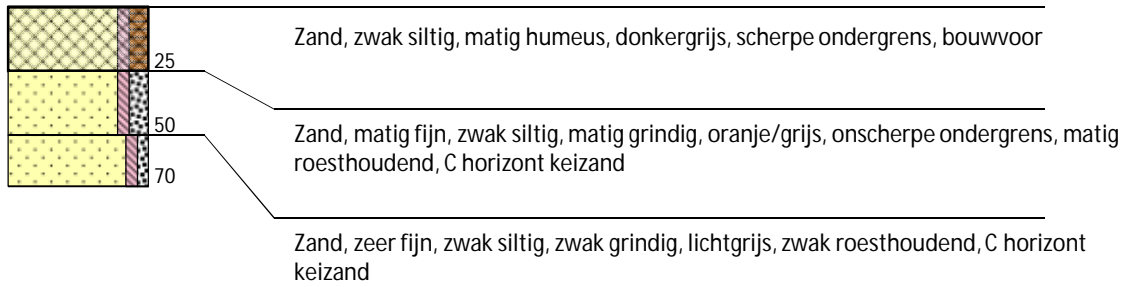 Zand, zwak siltig, matig humeus, donkergrijs, scherpe ondergrens, bouwvoor
25
Zand, matig fijn, zwak siltig, matig grindig, oranje/grijs, onscherpe ondergrens, matig
roesthoudend, C horizont keizand
50
70
Zand, zeer fijn, zwak siltig, zwak grindig, lichtgrijs, zwak roesthoudend, C horizont
keizand